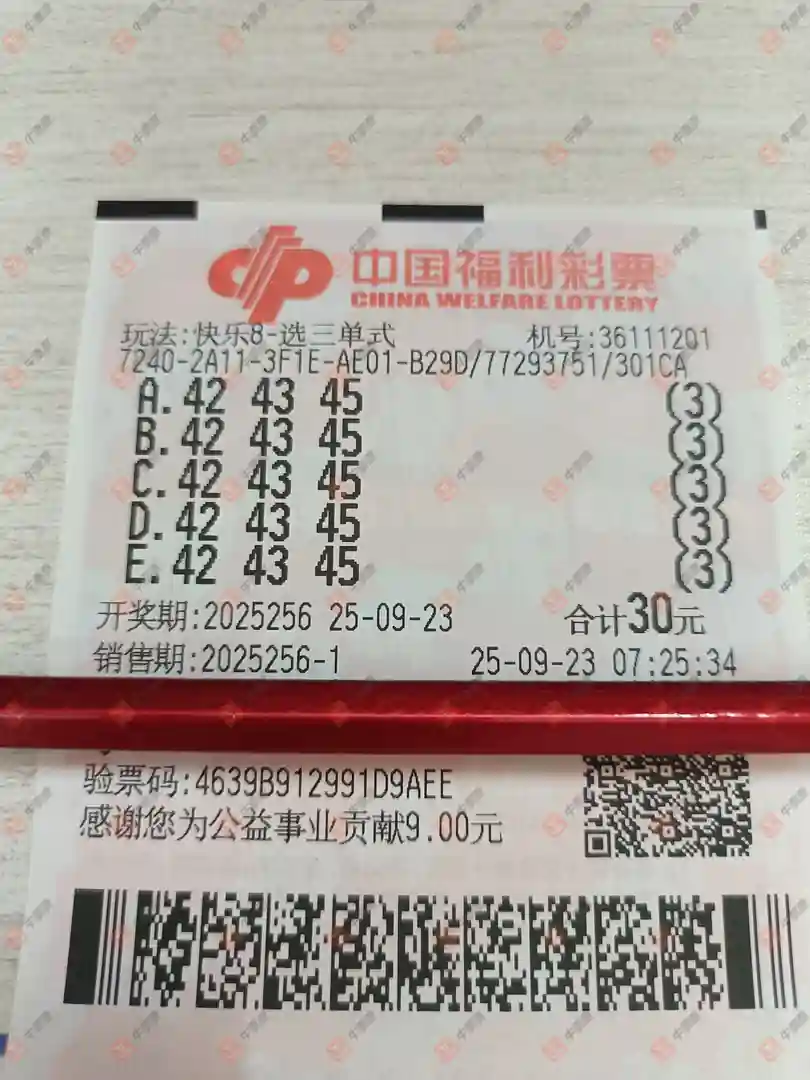 中国福利彩票
CHINA WELFARE LOTTERY
玩法:快乐8-选三单式 机号:36111201
7240-2A11-3F1E-AE01-B29D/77293751/301CA
A.42 43 45 (3)
B.42 43 45 (3)
C.42 43 45 (3)
D.42 43 45 (3)
E.42 43 45 (3)
开奖期:2025256 25-09-23 合计30元
销售期:2025256-1 25-09-23 07:25:34
验票码:4639B912991D9AEE
感谢您为公益事业贡献9.00元